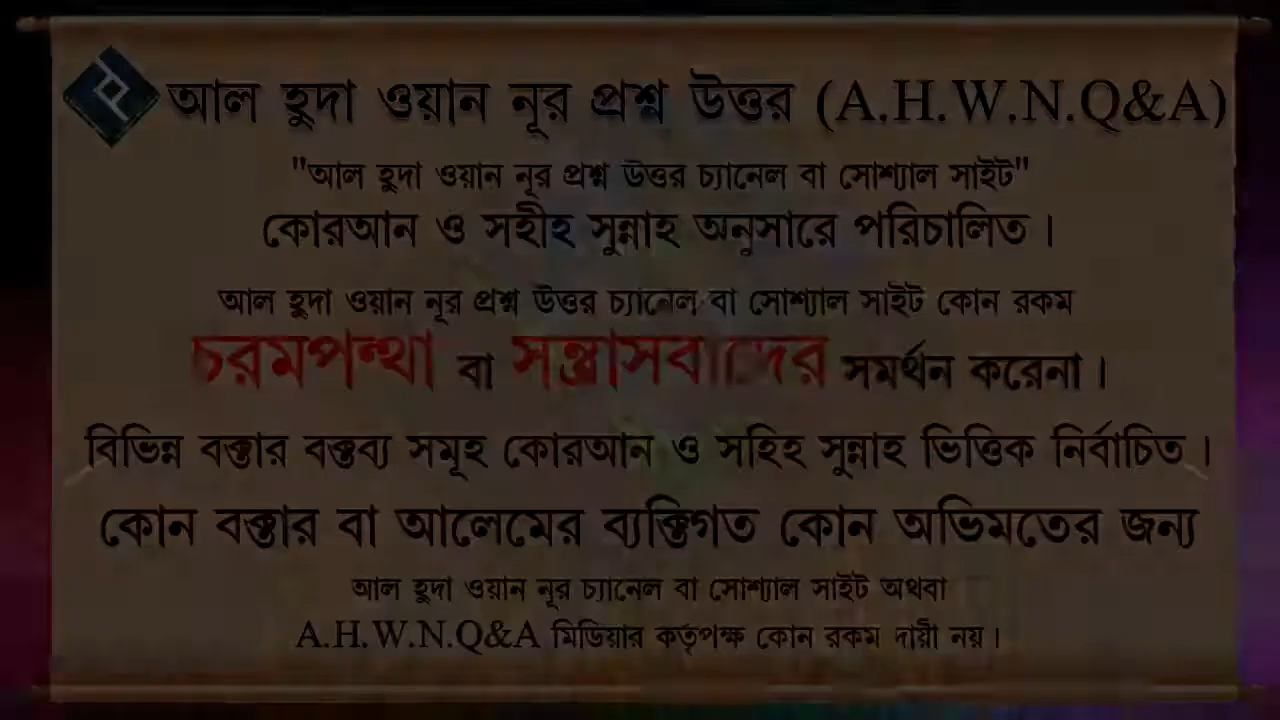 আল হুদা ওয়ান নূর প্রশ্ন উত্তর (A.H.W.N.Q&A)
"আল হুদা ওয়ান নূর প্রশ্ন উত্তর চ্যানেল বা সোশ্যাল সাইট"
কোরআন ও সহীহ সুন্নাহ অনুসারে পরিচালিত।
আল হুদা ওয়ান নূর প্রশ্ন উত্তর চ্যানেল বা সোশ্যাল সাইট কোন রকম
চরমপন্থা বা সন্ত্রাসবাদের সমর্থন করেনা।
বিভিন্ন বক্তার বক্তব্য সমূহ কোরআন ও সহিহ সুন্নাহ ভিত্তিক নির্বাচিত।
কোন বক্তার বা আলেমের ব্যক্তিগত কোন অভিমতের জন্য
আল হুদা ওয়ান নূর চ্যানেল বা সোশ্যাল সাইট অথবা
A.H.W.N.Q&A মিডিয়ার কর্তৃপক্ষ কোন রকম দায়ী নয়।